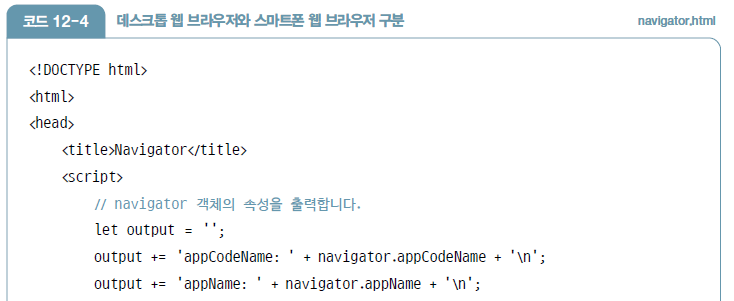 코드 12-4 데스크톱 웹 브라우저와 스마트폰 웹 브라우저 구분 navigator.html
<!DOCTYPE html>
<html>
<head>
    <title>Navigator</title>
    <script>
        // navigator 객체의 속성을 출력합니다.
        let output = '';
        output += 'appCodeName: ' + navigator.appCodeName + '\n';
        output += 'appName: ' + navigator.appName + '\n';